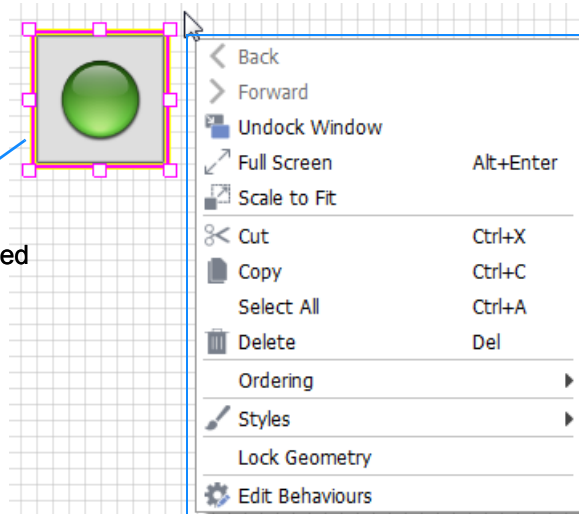 Back
Forward
Undock Window
Full Screen Alt+Enter
Scale to Fit
ed
Cut Ctrl+X
Copy Ctrl+C
Select All Ctrl+A
Delete Del
Ordering
Styles
Lock Geometry
Edit Behaviours